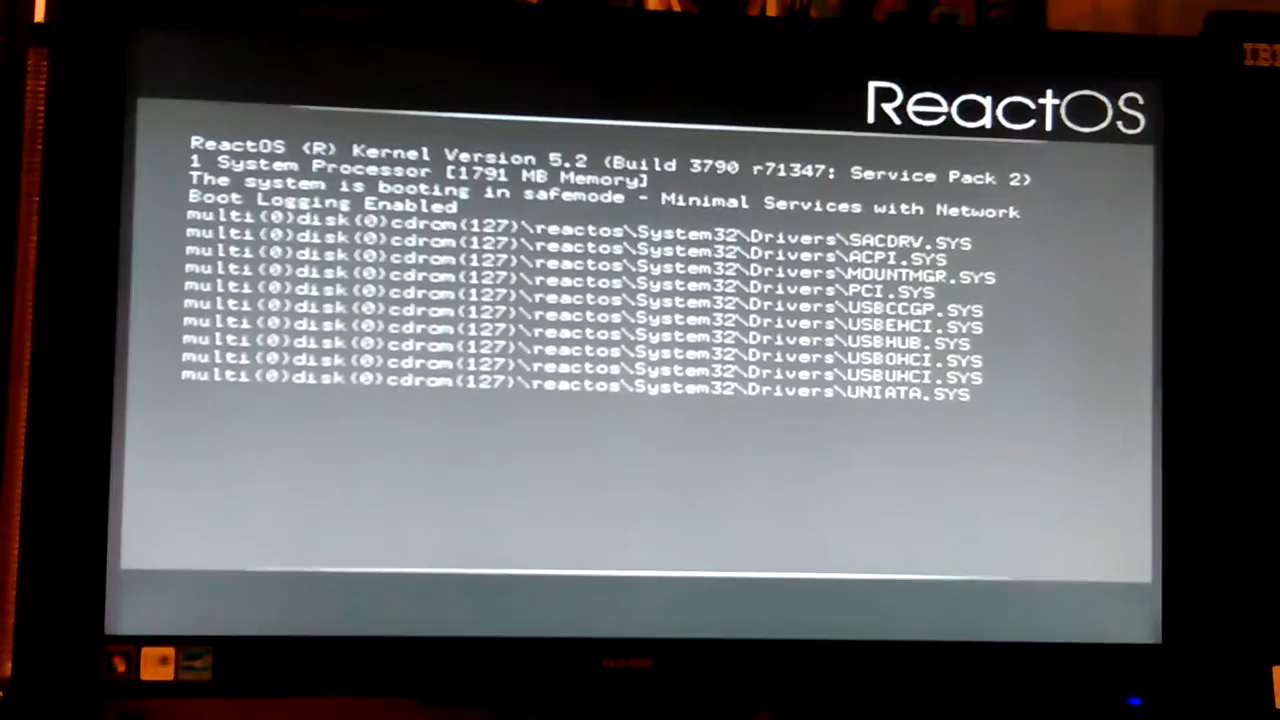 IBM
ReactOS
ReactOS (R) Kernel Version 5.2 (Build 3790 r71347: Service Pack 2)
1 System Processor [1791 MB Memory]
The system is booting in safemode - Minimal Services with Network
Boot Logging Enabled
multi(0)disk(0)cdrom(127)\reactos\System32\Drivers\SACDRV.SYS
multi(0)disk(0)cdrom(127)\reactos\System32\Drivers\ACPI.SYS
multi(0)disk(0)cdrom(127)\reactos\System32\Drivers\MOUNTMGR.SYS
multi(0)disk(0)cdrom(127)\reactos\System32\Drivers\PCI.SYS
multi(0)disk(0)cdrom(127)\reactos\System32\Drivers\USBCCGP.SYS
multi(0)disk(0)cdrom(127)\reactos\System32\Drivers\USBEHCI.SYS
multi(0)disk(0)cdrom(127)\reactos\System32\Drivers\USBHUB.SYS
multi(0)disk(0)cdrom(127)\reactos\System32\Drivers\USBOHCI.SYS
multi(0)disk(0)cdrom(127)\reactos\System32\Drivers\USBUHCI.SYS
multi(0)disk(0)cdrom(127)\reactos\System32\Drivers\UNIATA.SYS